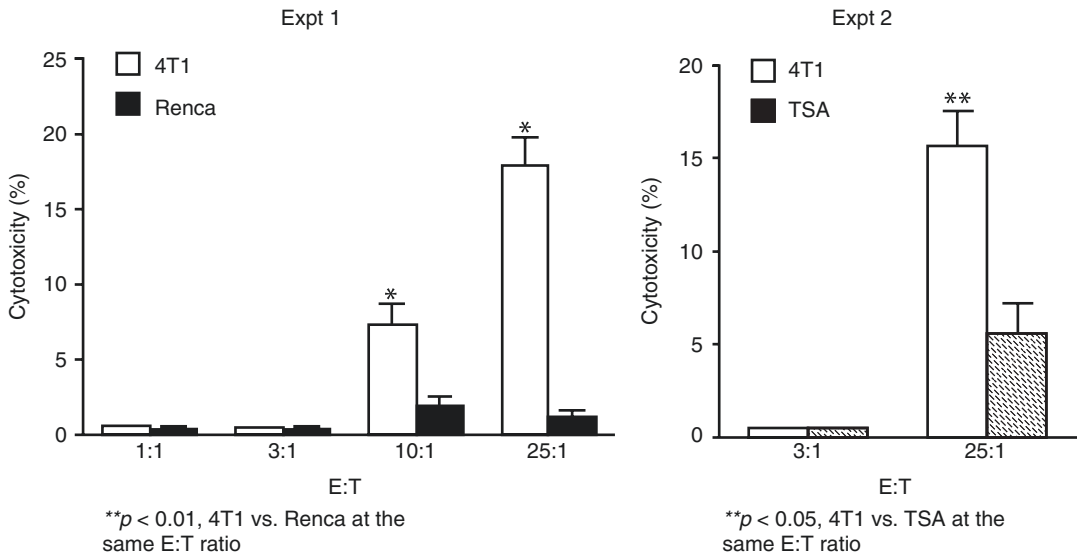 Expt 1
25
20
15
10
5
0
Cytotoxicity (%)
4T1
Renca
*
*
1:1 3:1 10:1 25:1
E:T
**p < 0.01, 4T1 vs. Renca at the
same E:T ratio
Expt 2
20
15
10
5
0
Cytotoxicity (%)
4T1
TSA
**
3:1 25:1
E:T
**p < 0.05, 4T1 vs. TSA at the
same E:T ratio